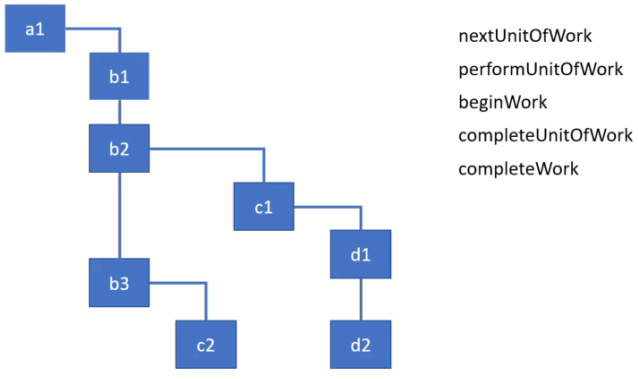 a1
b1
b2
c1
d1
b3
c2
d2
nextUnitOfWork
performUnitOfWork
beginWork
completeUnitOfWork
completeWork